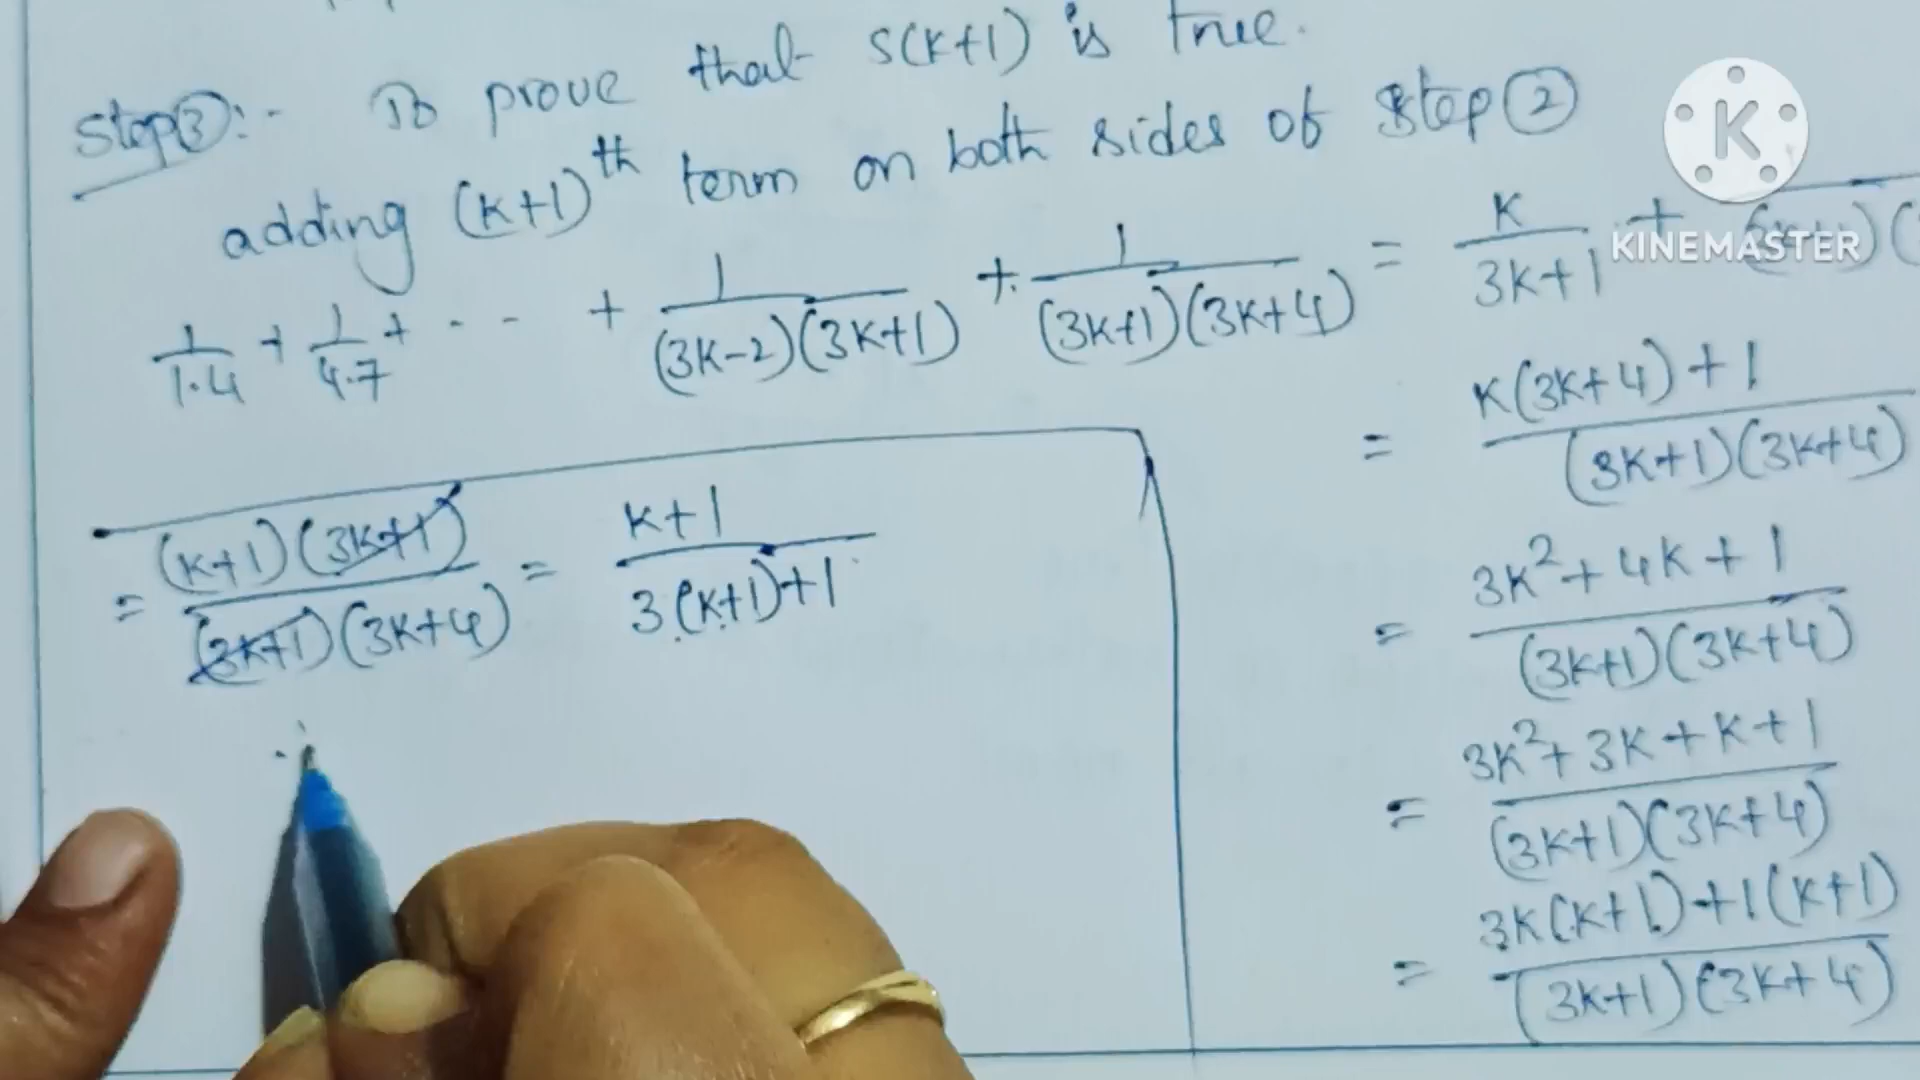 Step③:- To prove that S(k+1) is true.
adding (k+1)th term on both sides of Step ②
1/1.4 + 1/4.7 + - - - + 1/(3k-2)(3k+1) + 1/(3k+1)(3k+4) = k/3k+1 +
= k(3k+4)+1/(3k+1)(3k+4)
= 3k²+4k+1/(3k+1)(3k+4)
= 3k²+3k+k+1/(3k+1)(3k+4)
= 3k(k+1)+1(k+1)/(3k+1)(3k+4)
= (k+1)(3k+1)/(3k+1)(3k+4) = k+1/3(k+1)+1
K
KINEMASTER